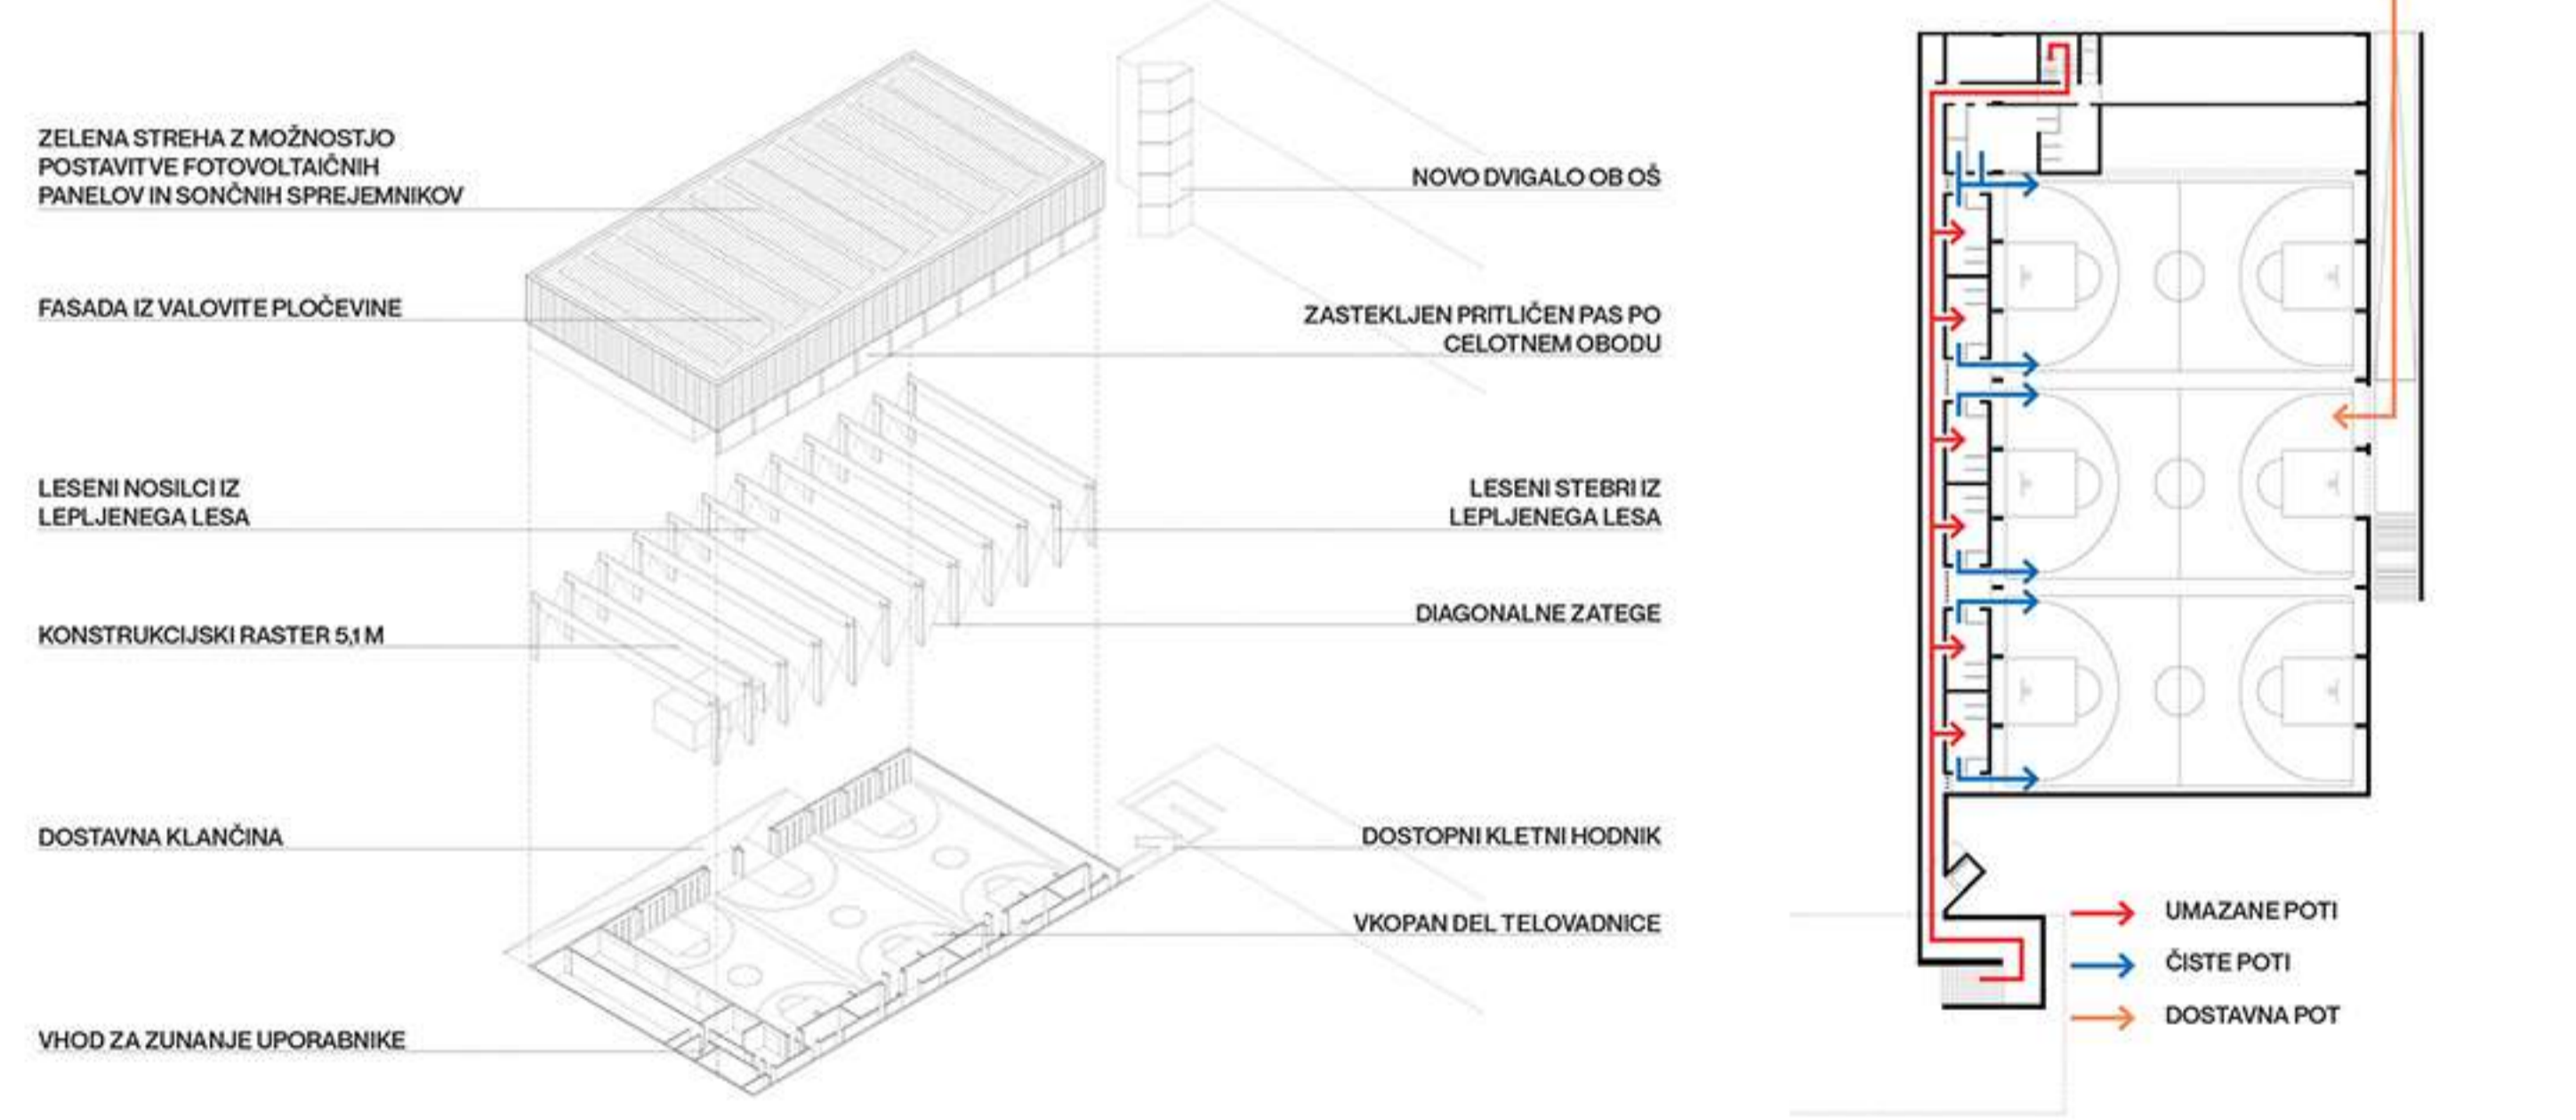 ZELENA STREHA Z MOŽNOSTJO
POSTAVITVE FOTOVOLTAIČNIH
PANELOV IN SONČNIH SPREJEMNIKOV
FASADA IZ VALOVITE PLOČEVINE
LESENI NOSILCI IZ
LEPLJENEGA LESA
KONSTRUKCIJSKI RASTER 5,1 M
DOSTAVNA KLANČINA
VHOD ZA ZUNANJE UPORABNIKE
NOVO DVIGALO OB OŠ
ZASTEKLJEN PRITLIČEN PAS PO
CELOTNEM OBODU
LESENI STEBRI IZ
LEPLJENEGA LESA
DIAGONALNE ZATEGE
DOSTOPNI KLETNI HODNIK
VKOPAN DEL TELOVADNICE
UMAZANE POTI
ČISTE POTI
DOSTAVNA POT